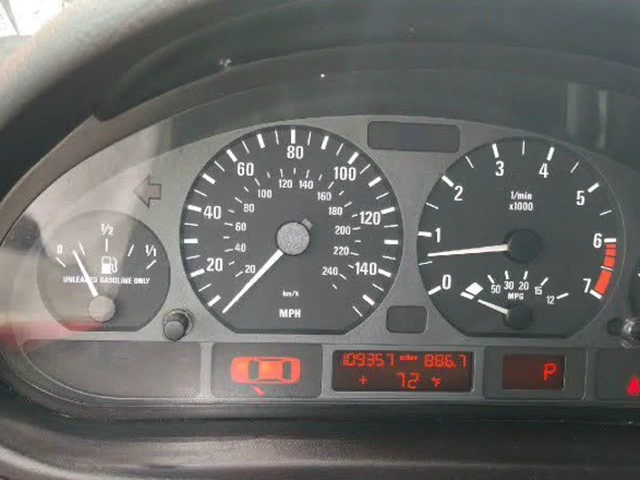 0 1/2 1/1
UNLEADED GASOLINE ONLY
20 40 60 80 100 120 140
20 40 60 80 100 120 140 160 180 200 220 240
km/h
MPH
0 1 2 3 4 5 6 7
1/min
x1000
50 30 20 15 12
MPG
109357 miles 886.7
+ 72 °F
P